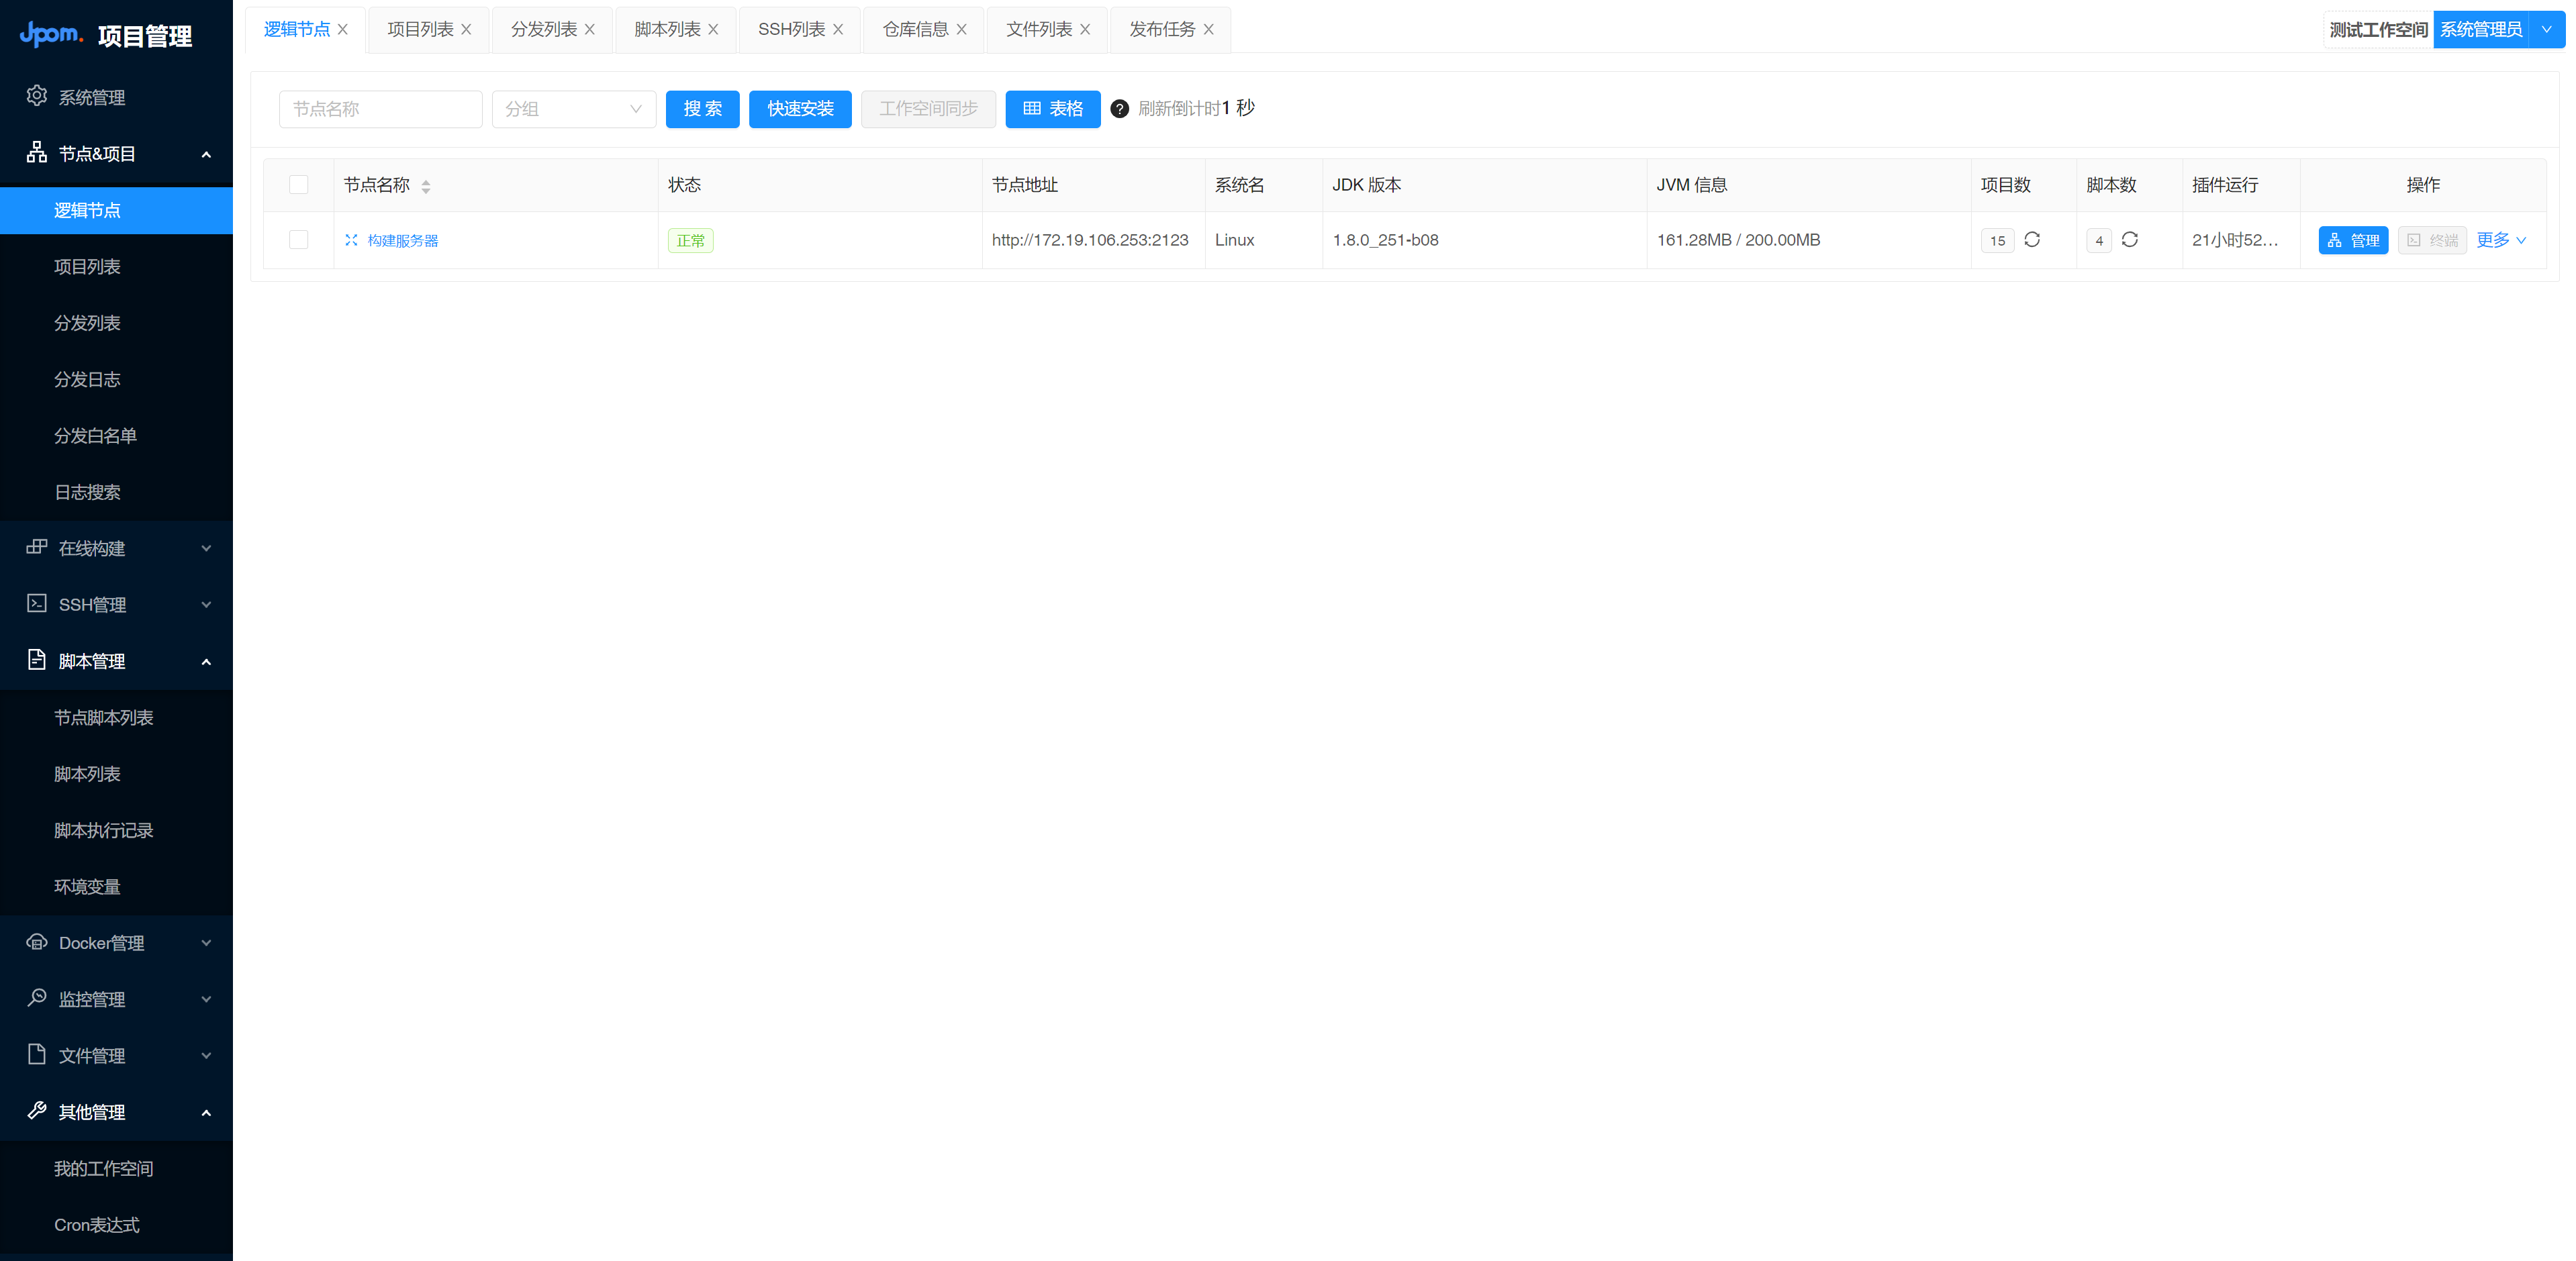 Jpom. 项目管理
系统管理
节点&项目
逻辑节点
项目列表
分发列表
分发日志
分发白名单
日志搜索
在线构建
SSH管理
脚本管理
节点脚本列表
脚本列表
脚本执行记录
环境变量
Docker管理
监控管理
文件管理
其他管理
我的工作空间
Cron表达式
逻辑节点 项目列表 分发列表 脚本列表 SSH列表 仓库信息 文件列表 发布任务
测试工作空间 系统管理员
节点名称 分组 搜 索 快速安装 工作空间同步 表格 刷新倒计时1 秒
节点名称 状态 节点地址 系统名 JDK 版本 JVM 信息 项目数 脚本数 插件运行 操作
构建服务器 正常 http://172.19.106.253:2123 Linux 1.8.0_251-b08 161.28MB / 200.00MB 15 4 21小时52... 管理 终端 更多